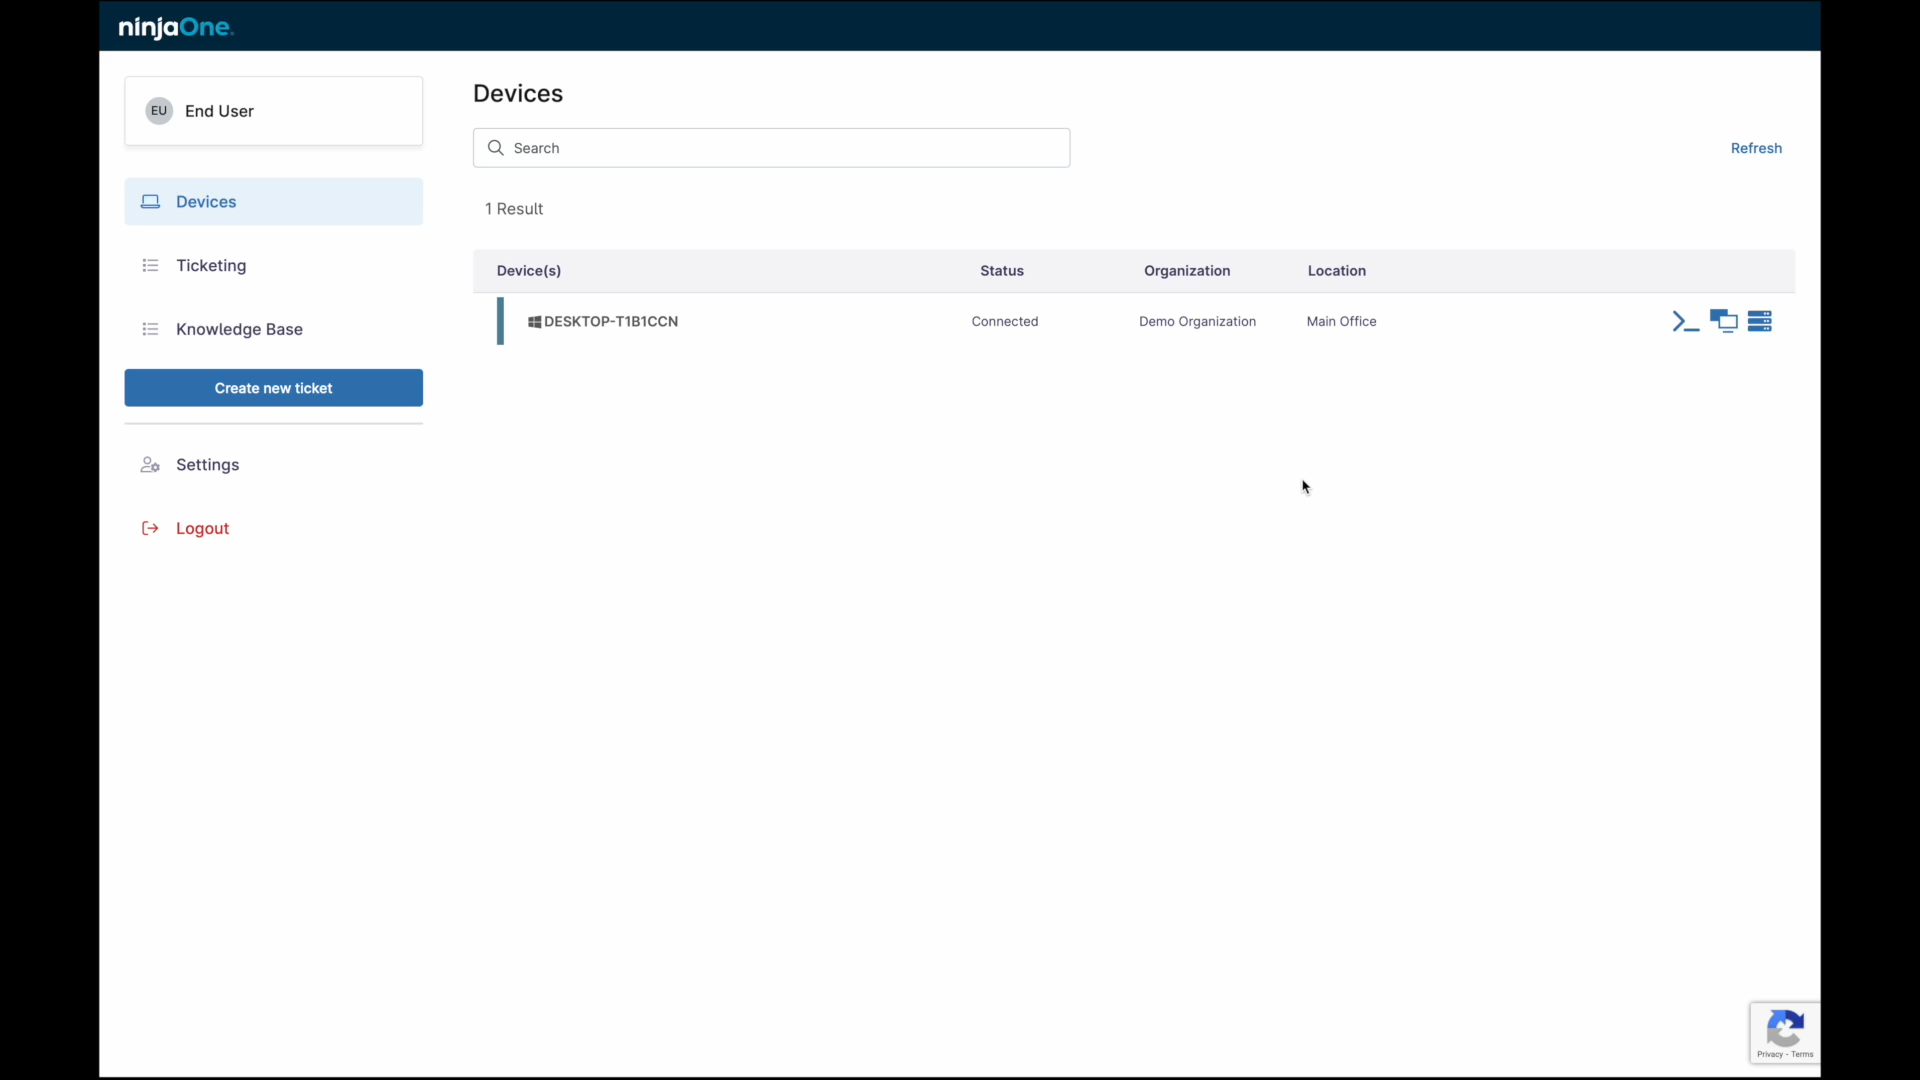 ninjaOne
EU End User
Devices
Ticketing
Knowledge Base
Create new ticket
Settings
Logout
Devices
Search
Refresh
1 Result
Device(s) Status Organization Location
DESKTOP-T1B1CCN Connected Demo Organization Main Office
Privacy - Terms